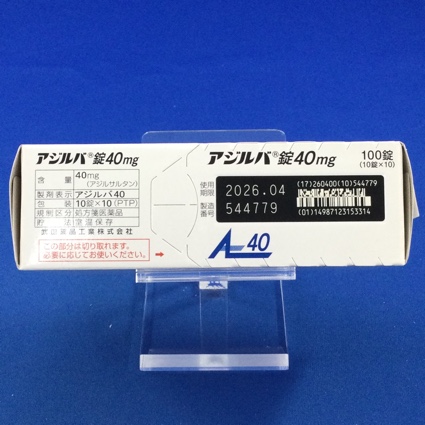 アジルバ®錠40mg
含　量 40mg
(アジルサルタン)
製剤表示 アジルバ40
包　装 10錠×10(PTP)
規制区分 処方箋医薬品
貯　法 室温保存
武田薬品工業株式会社
この部分は切り取れます。
必要に応じてお使いください。
→
アジルバ®錠40mg 100錠
(10錠×10)
使用期限 2026.04
製造番号 544779
(17)260400(10)544779
(01)14987123153314
A 40